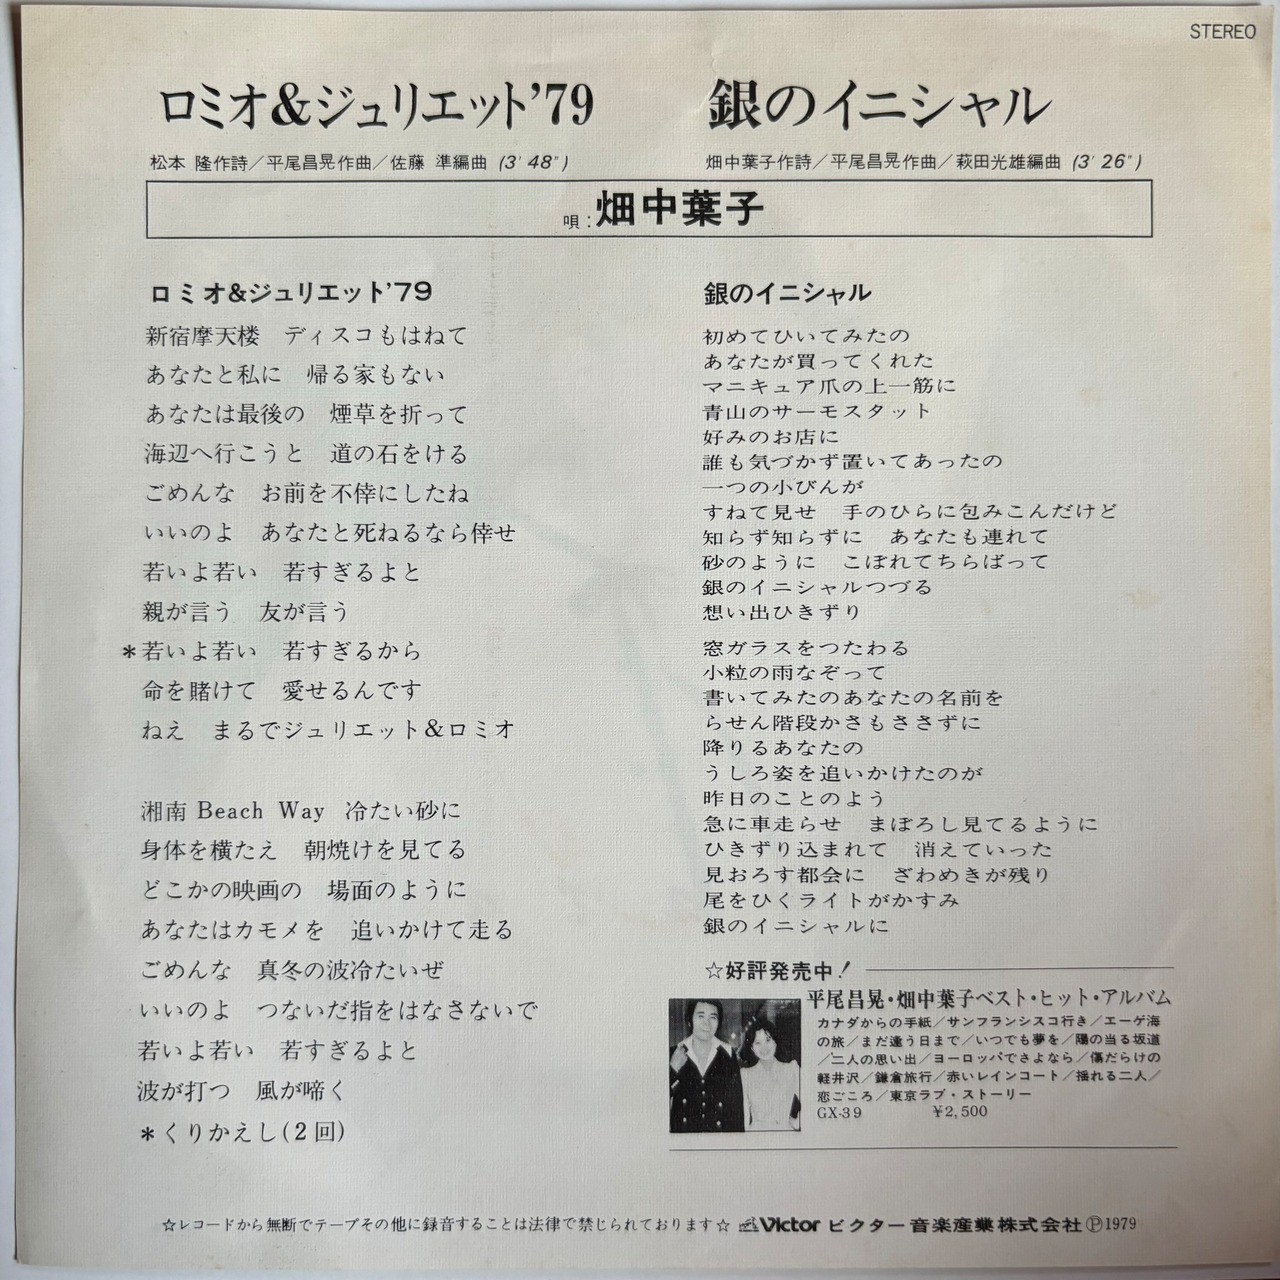 STEREO
ロミオ&ジュリエット'79
松本 隆作詩／平尾昌晃作曲／佐藤 準編曲 (3' 48")
銀のイニシャル
畑中葉子作詩／平尾昌晃作曲／萩田光雄編曲 (3' 26")
唄:畑中葉子
ロミオ&ジュリエット'79
新宿摩天楼　ディスコもはねて
あなたと私に　帰る家もない
あなたは最後の　煙草を折って
海辺へ行こうと　道の石をける
ごめんな　お前を不倖にしたね
いいのよ　あなたと死ねるなら倖せ
若いよ若い　若すぎるよと
親が言う　友が言う
＊若いよ若い　若すぎるから
命を賭けて　愛せるんです
ねえ　まるでジュリエット&ロミオ
湘南 Beach Way　冷たい砂に
身体を横たえ　朝焼けを見てる
どこかの映画の　場面のように
あなたはカモメを　追いかけて走る
ごめんな　真冬の波冷たいぜ
いいのよ　つないだ指をはなさないで
若いよ若い　若すぎるよと
波が打つ　風が啼く
＊くりかえし(2回)
銀のイニシャル
初めてひいてみたの
あなたが買ってくれた
マニキュア爪の上一筋に
青山のサーモスタット
好みのお店に
誰も気づかず置いてあったの
一つの小びんが
すねて見せ　手のひらに包みこんだけど
知らず知らずに　あなたも連れて
砂のように　こぼれてちらばって
銀のイニシャルつづる
想い出ひきずり
窓ガラスをつたわる
小粒の雨なぞって
書いてみたのあなたの名前を
らせん階段かさもささずに
降りるあなたの
うしろ姿を追いかけたのが
昨日のことのよう
急に車走らせ　まぼろし見てるように
ひきずり込まれて　消えていった
見おろす都会に　ざわめきが残り
尾をひくライトがかすみ
銀のイニシャルに
☆好評発売中!
平尾昌晃・畑中葉子ベスト・ヒット・アルバム
カナダからの手紙／サンフランシスコ行き／エーゲ海
の旅／まだ逢う日まで／いつでも夢を／陽の当る坂道
／二人の思い出／ヨーロッパでさよなら／傷だらけの
軽井沢／鎌倉旅行／赤いレインコート／揺れる二人／
恋ごころ／東京ラブ・ストーリー
GX-39　¥2,500
☆レコードから無断でテープその他に録音することは法律で禁じられております☆ Victor ビクター音楽産業株式会社 Ⓟ1979